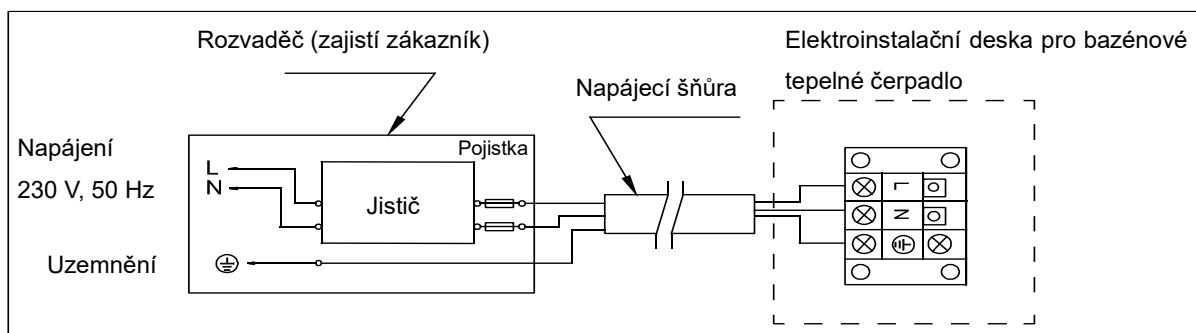 Rozvaděč (zajistí zákazník)
Elektroinstalační deska pro bazénové
tepelné čerpadlo
Napájecí šňůra
Napájení
230 V, 50 Hz
Pojistka
L
N
Jistič
Uzemnění
L
N